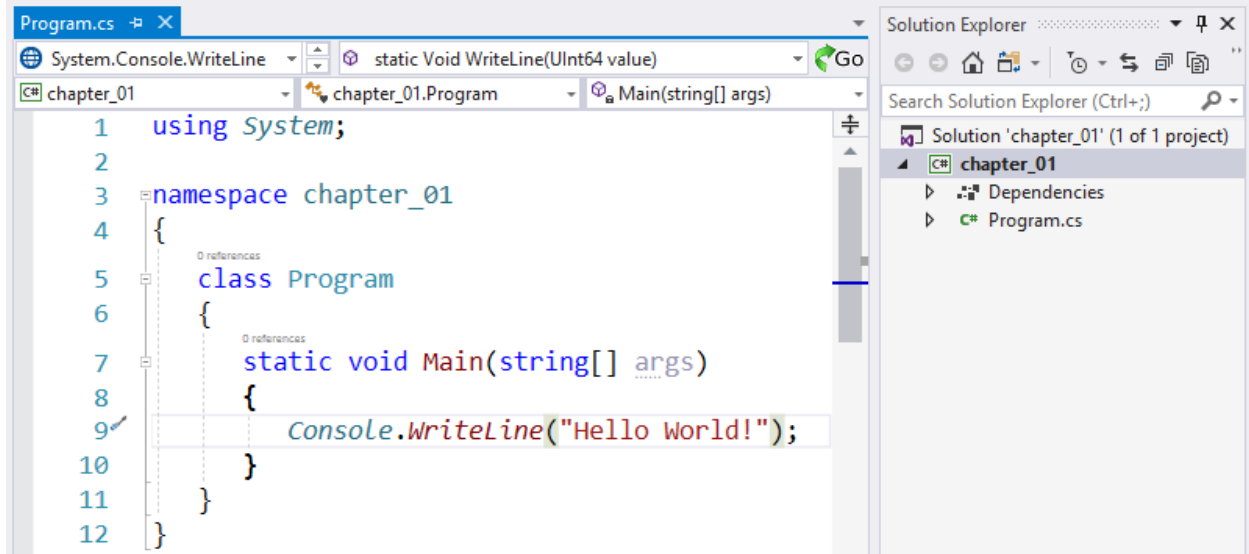 Program.cs
System.Console.WriteLine
static Void WriteLine(UInt64 value)
Go
C# chapter_01
chapter_01.Program
Main(string[] args)
1 using System;
2
3 namespace chapter_01
4 {
0 references
5 class Program
6 {
0 references
7 static void Main(string[] args)
8 {
9 Console.WriteLine("Hello World!");
10 }
11 }
12 }
Solution Explorer
Search Solution Explorer (Ctrl+;)
Solution 'chapter_01' (1 of 1 project)
C# chapter_01
Dependencies
C# Program.cs